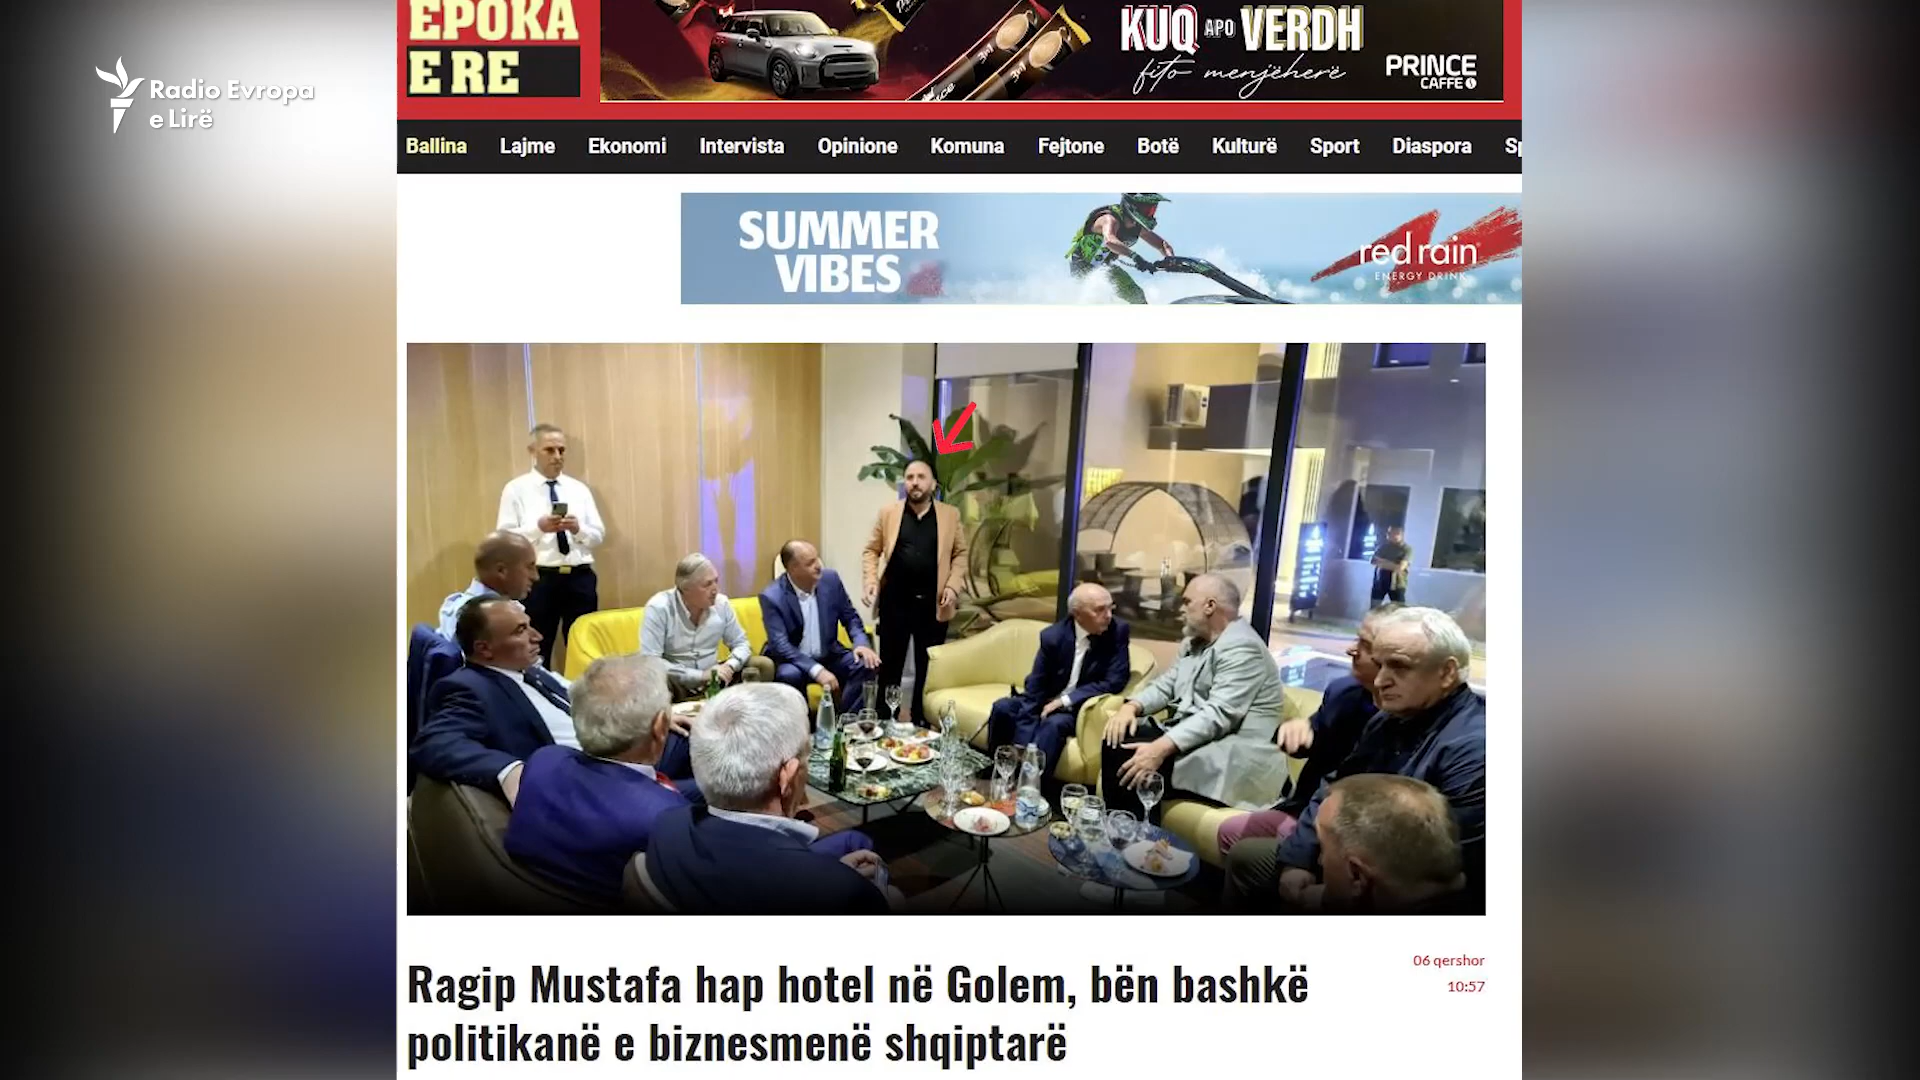 Radio Evropa
e Lirë
EPOKA
E RE
KUQ APO VERDH
fito menjëherë
PRINCE
CAFFE
3in1
3in1
Ballina Lajme Ekonomi Intervista Opinione Komuna Fejtone Botë Kulturë Sport Diaspora
SUMMER
VIBES
red rain
ENERGY DRINK
Ragip Mustafa hap hotel në Golem, bën bashkë
politikanë e biznesmenë shqiptarë
06 qershor
10:57